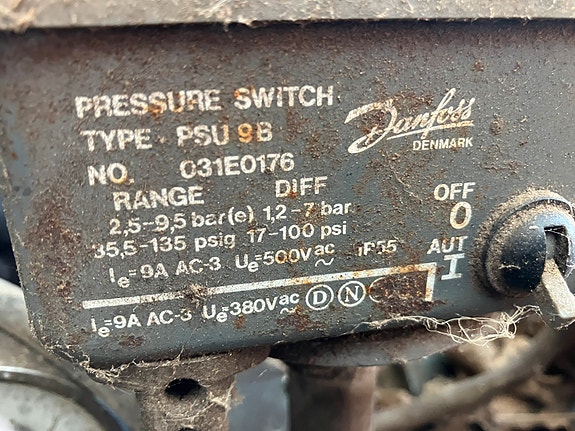 PRESSURE SWITCH
Danfoss
DENMARK
TYPE · PSU 9B
NO. 031E0176
RANGE DIFF
2,5-9,5 bar(e) 1,2-7 bar
35,5-135 psig 17-100 psi
Ie=9A AC-3 Ue=500Vac ~ IP55
Ie=9A AC-3 Ue=380Vac ~ D N
OFF
O
AUT
I